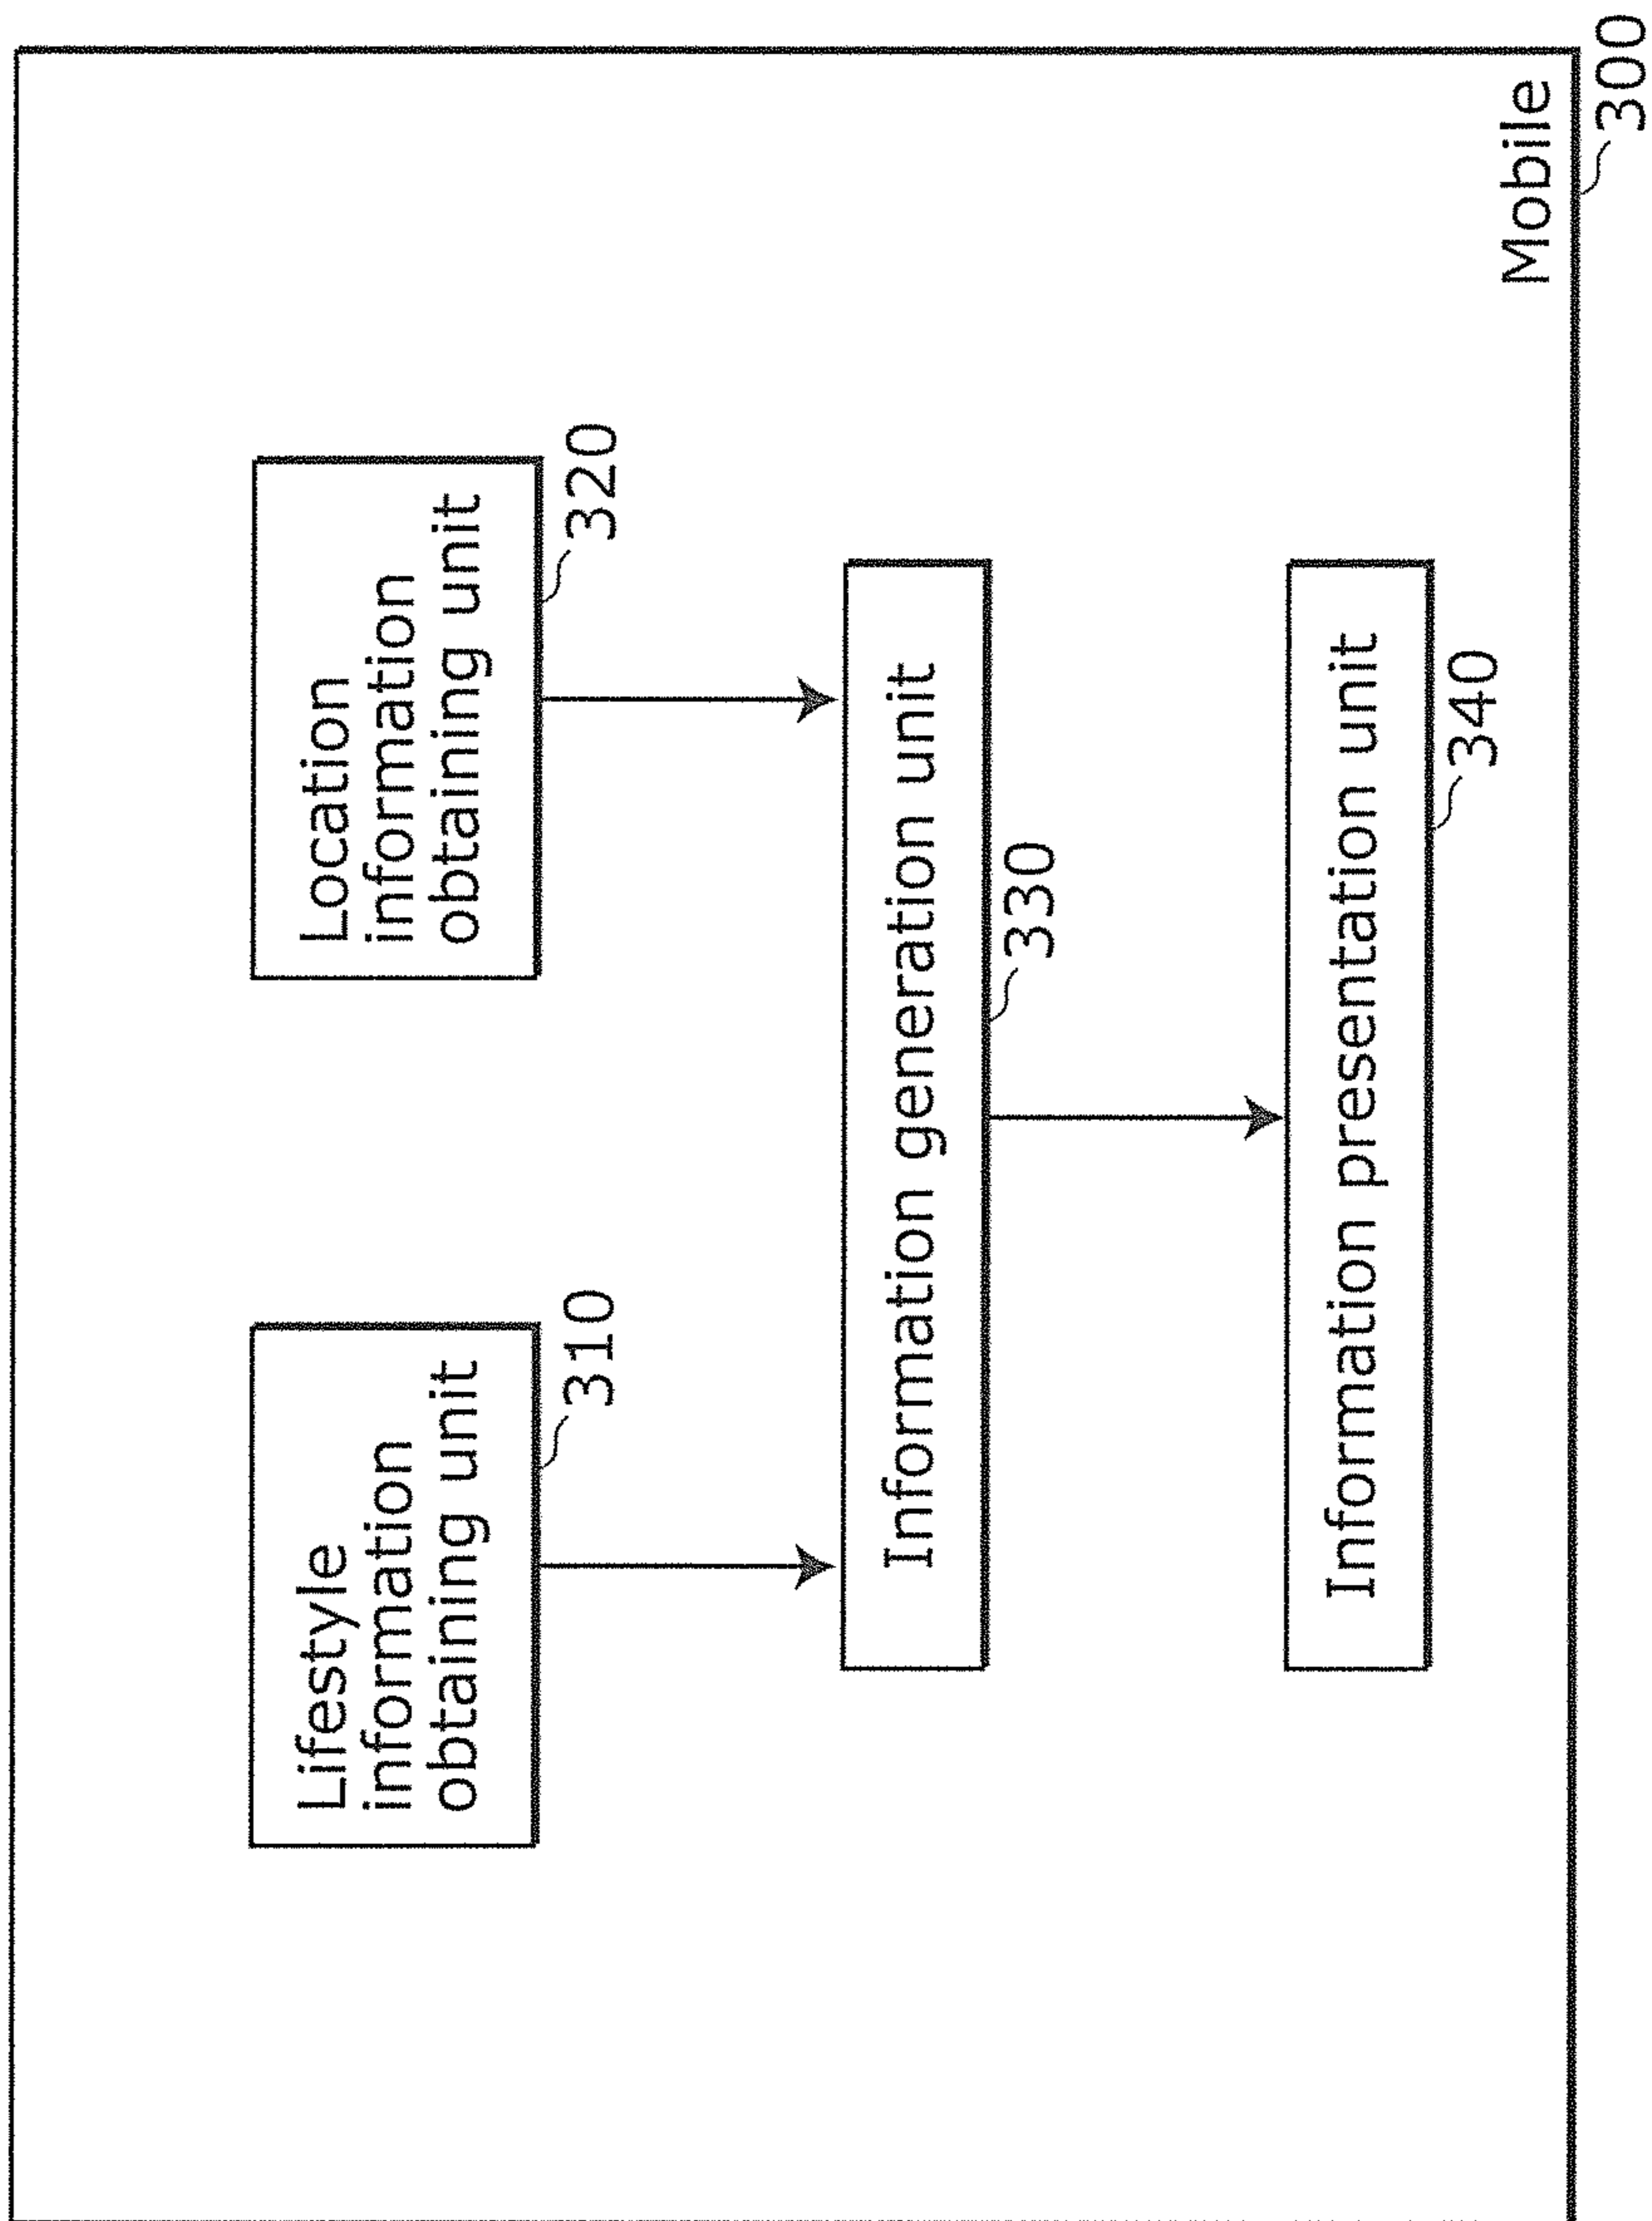 Lifestyle
information
obtaining unit
310
Location
information
obtaining unit
320
Information generation unit
330
Information presentation unit
340
Mobile
300